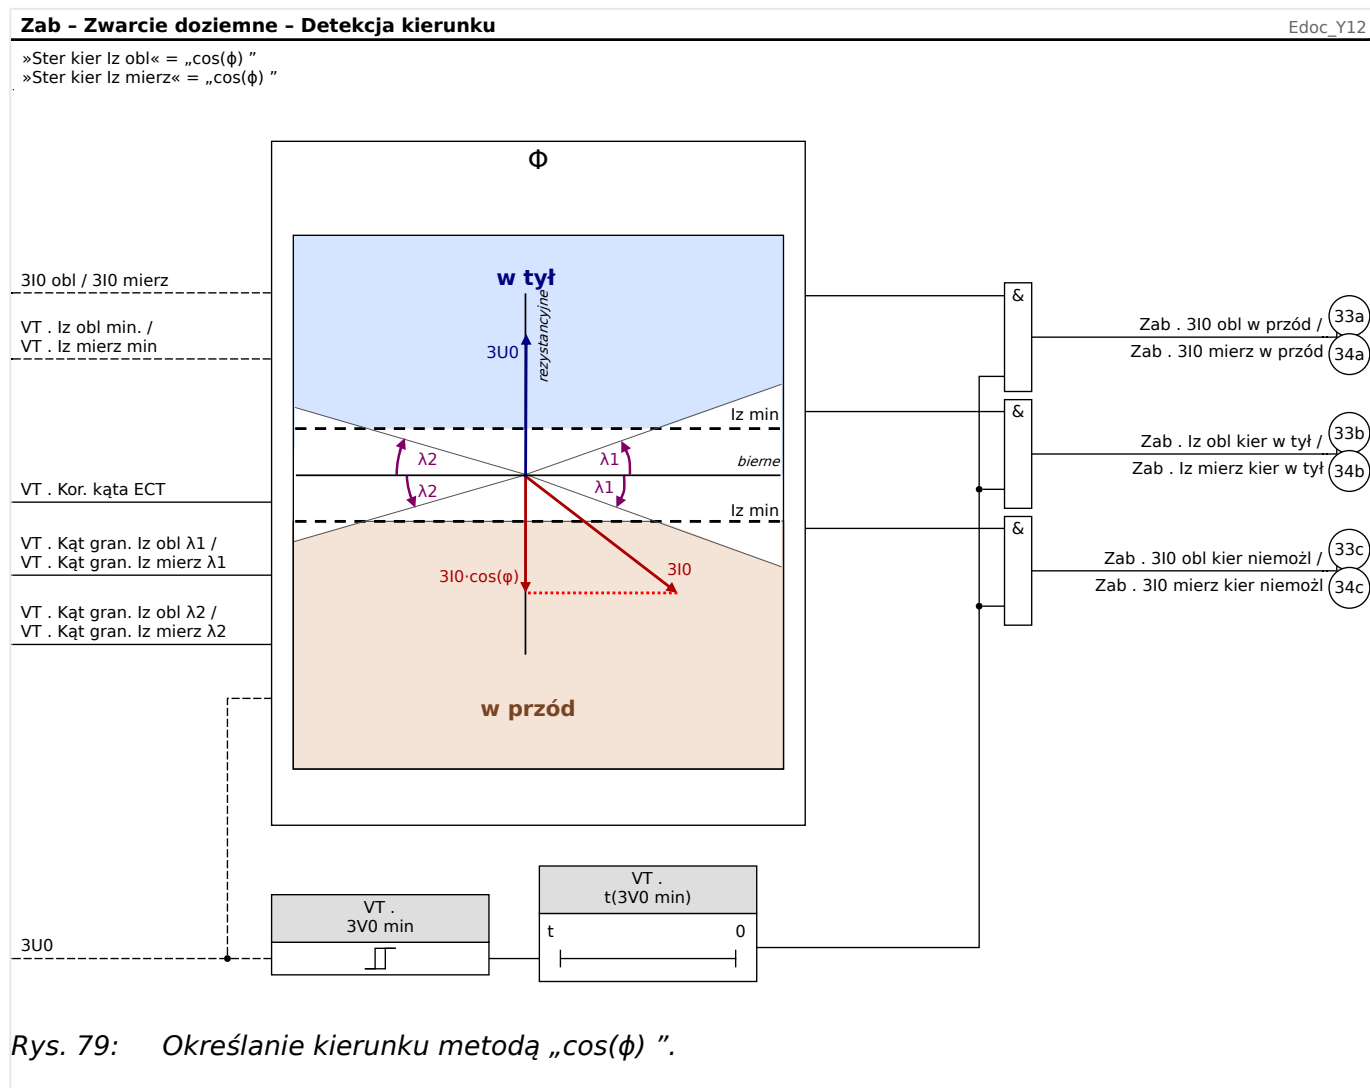 Zab – Zwarcie doziemne – Detekcja kierunku
Edoc_Y12
»Ster kier Iz obl« = „cos(ϕ) ”
»Ster kier Iz mierz« = „cos(ϕ) ”
Φ
3I0 obl / 3I0 mierz
VT . Iz obl min. /
VT . Iz mierz min
VT . Kor. kąta ECT
VT . Kąt gran. Iz obl λ1 /
VT . Kąt gran. Iz mierz λ1
VT . Kąt gran. Iz obl λ2 /
VT . Kąt gran. Iz mierz λ2
3U0
w tył
rezystancyjne
3U0
Iz min
λ2
λ1
bierne
λ2
λ1
Iz min
3I0·cos(φ)
3I0
w przód
&
Zab . 3I0 obl w przód /
33a
Zab . 3I0 mierz w przód
34a
&
Zab . Iz obl kier w tył /
33b
Zab . Iz mierz kier w tył
34b
&
Zab . 3I0 obl kier niemożl /
33c
Zab . 3I0 mierz kier niemożl
34c
VT .
3V0 min
VT .
t(3V0 min)
t
0
Rys. 79: Określanie kierunku metodą „cos(ϕ) ”.